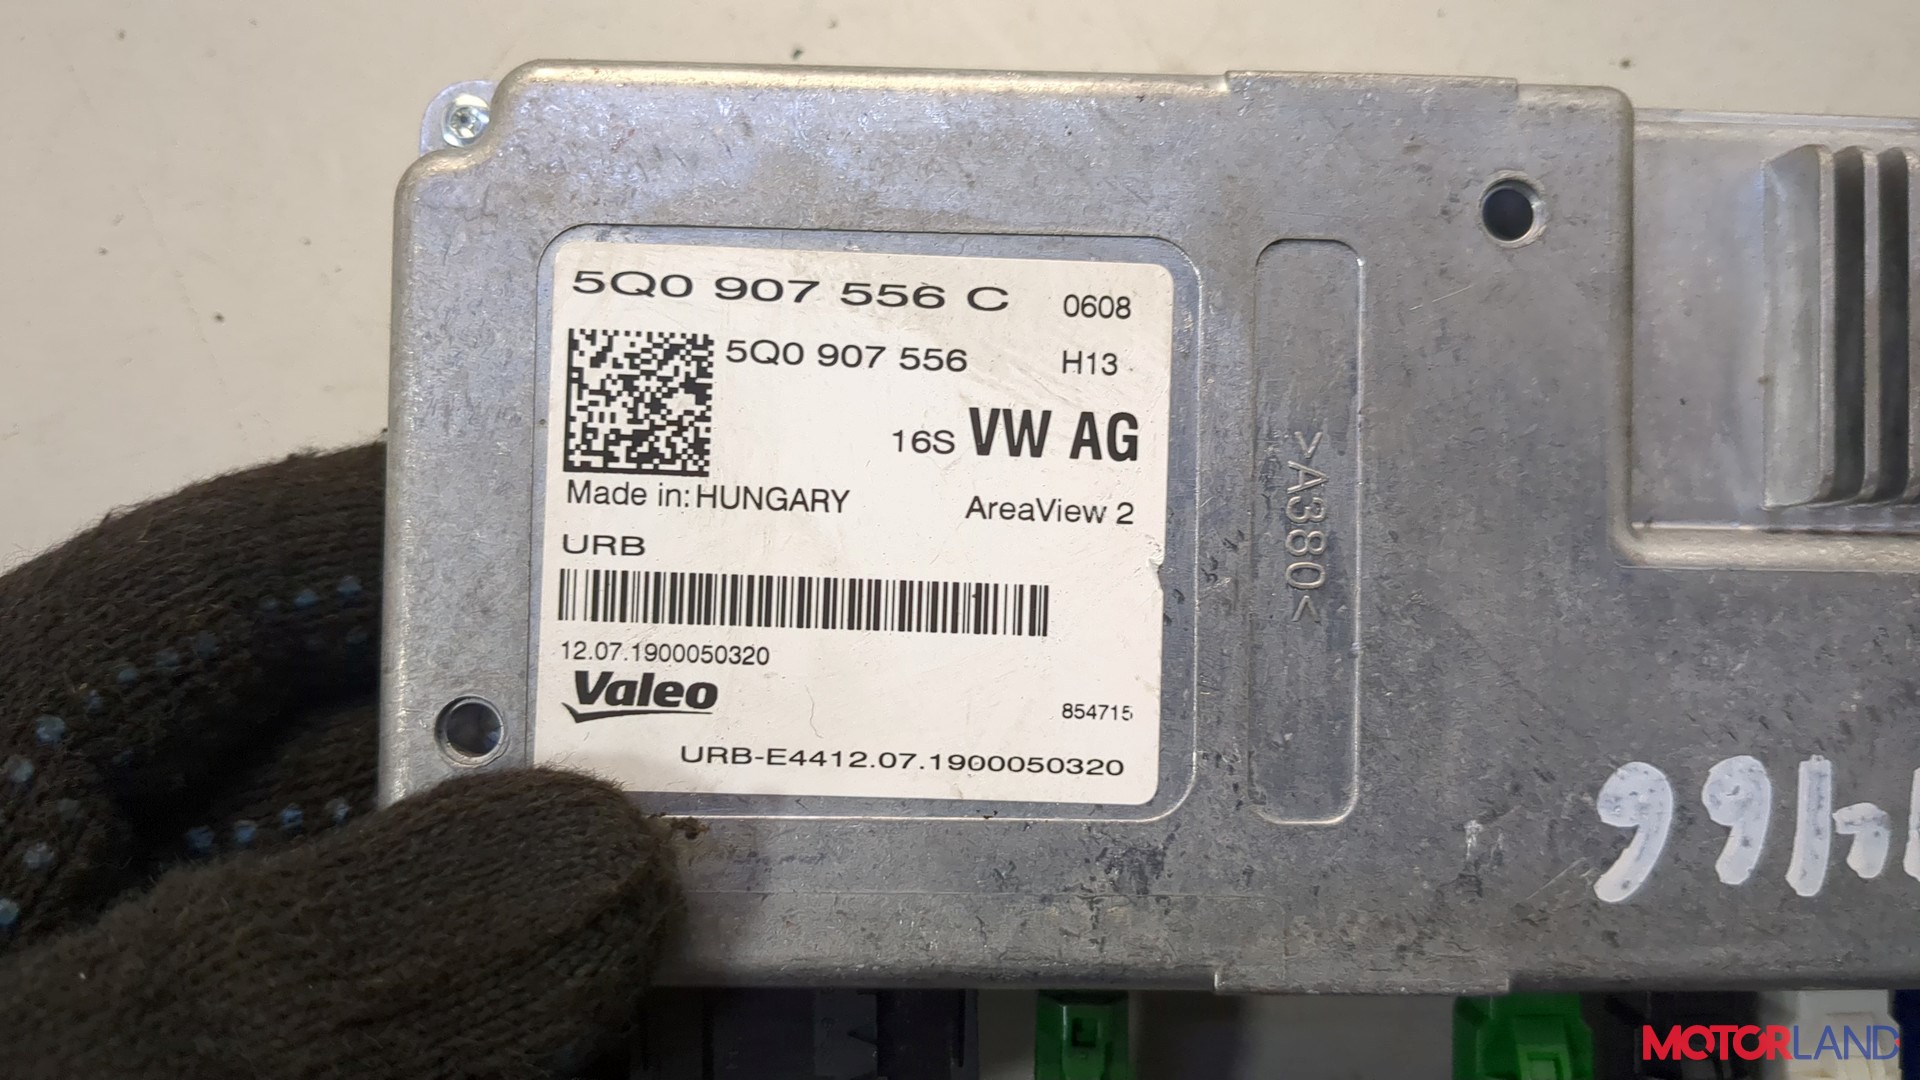 5Q0 907 556 C 0608
5Q0 907 556 H13
16S VW AG
Made in: HUNGARY AreaView 2
URB
12.07.1900050320
Valeo
854715
URB-E4412.07.1900050320
>A380<
MOTORLAND